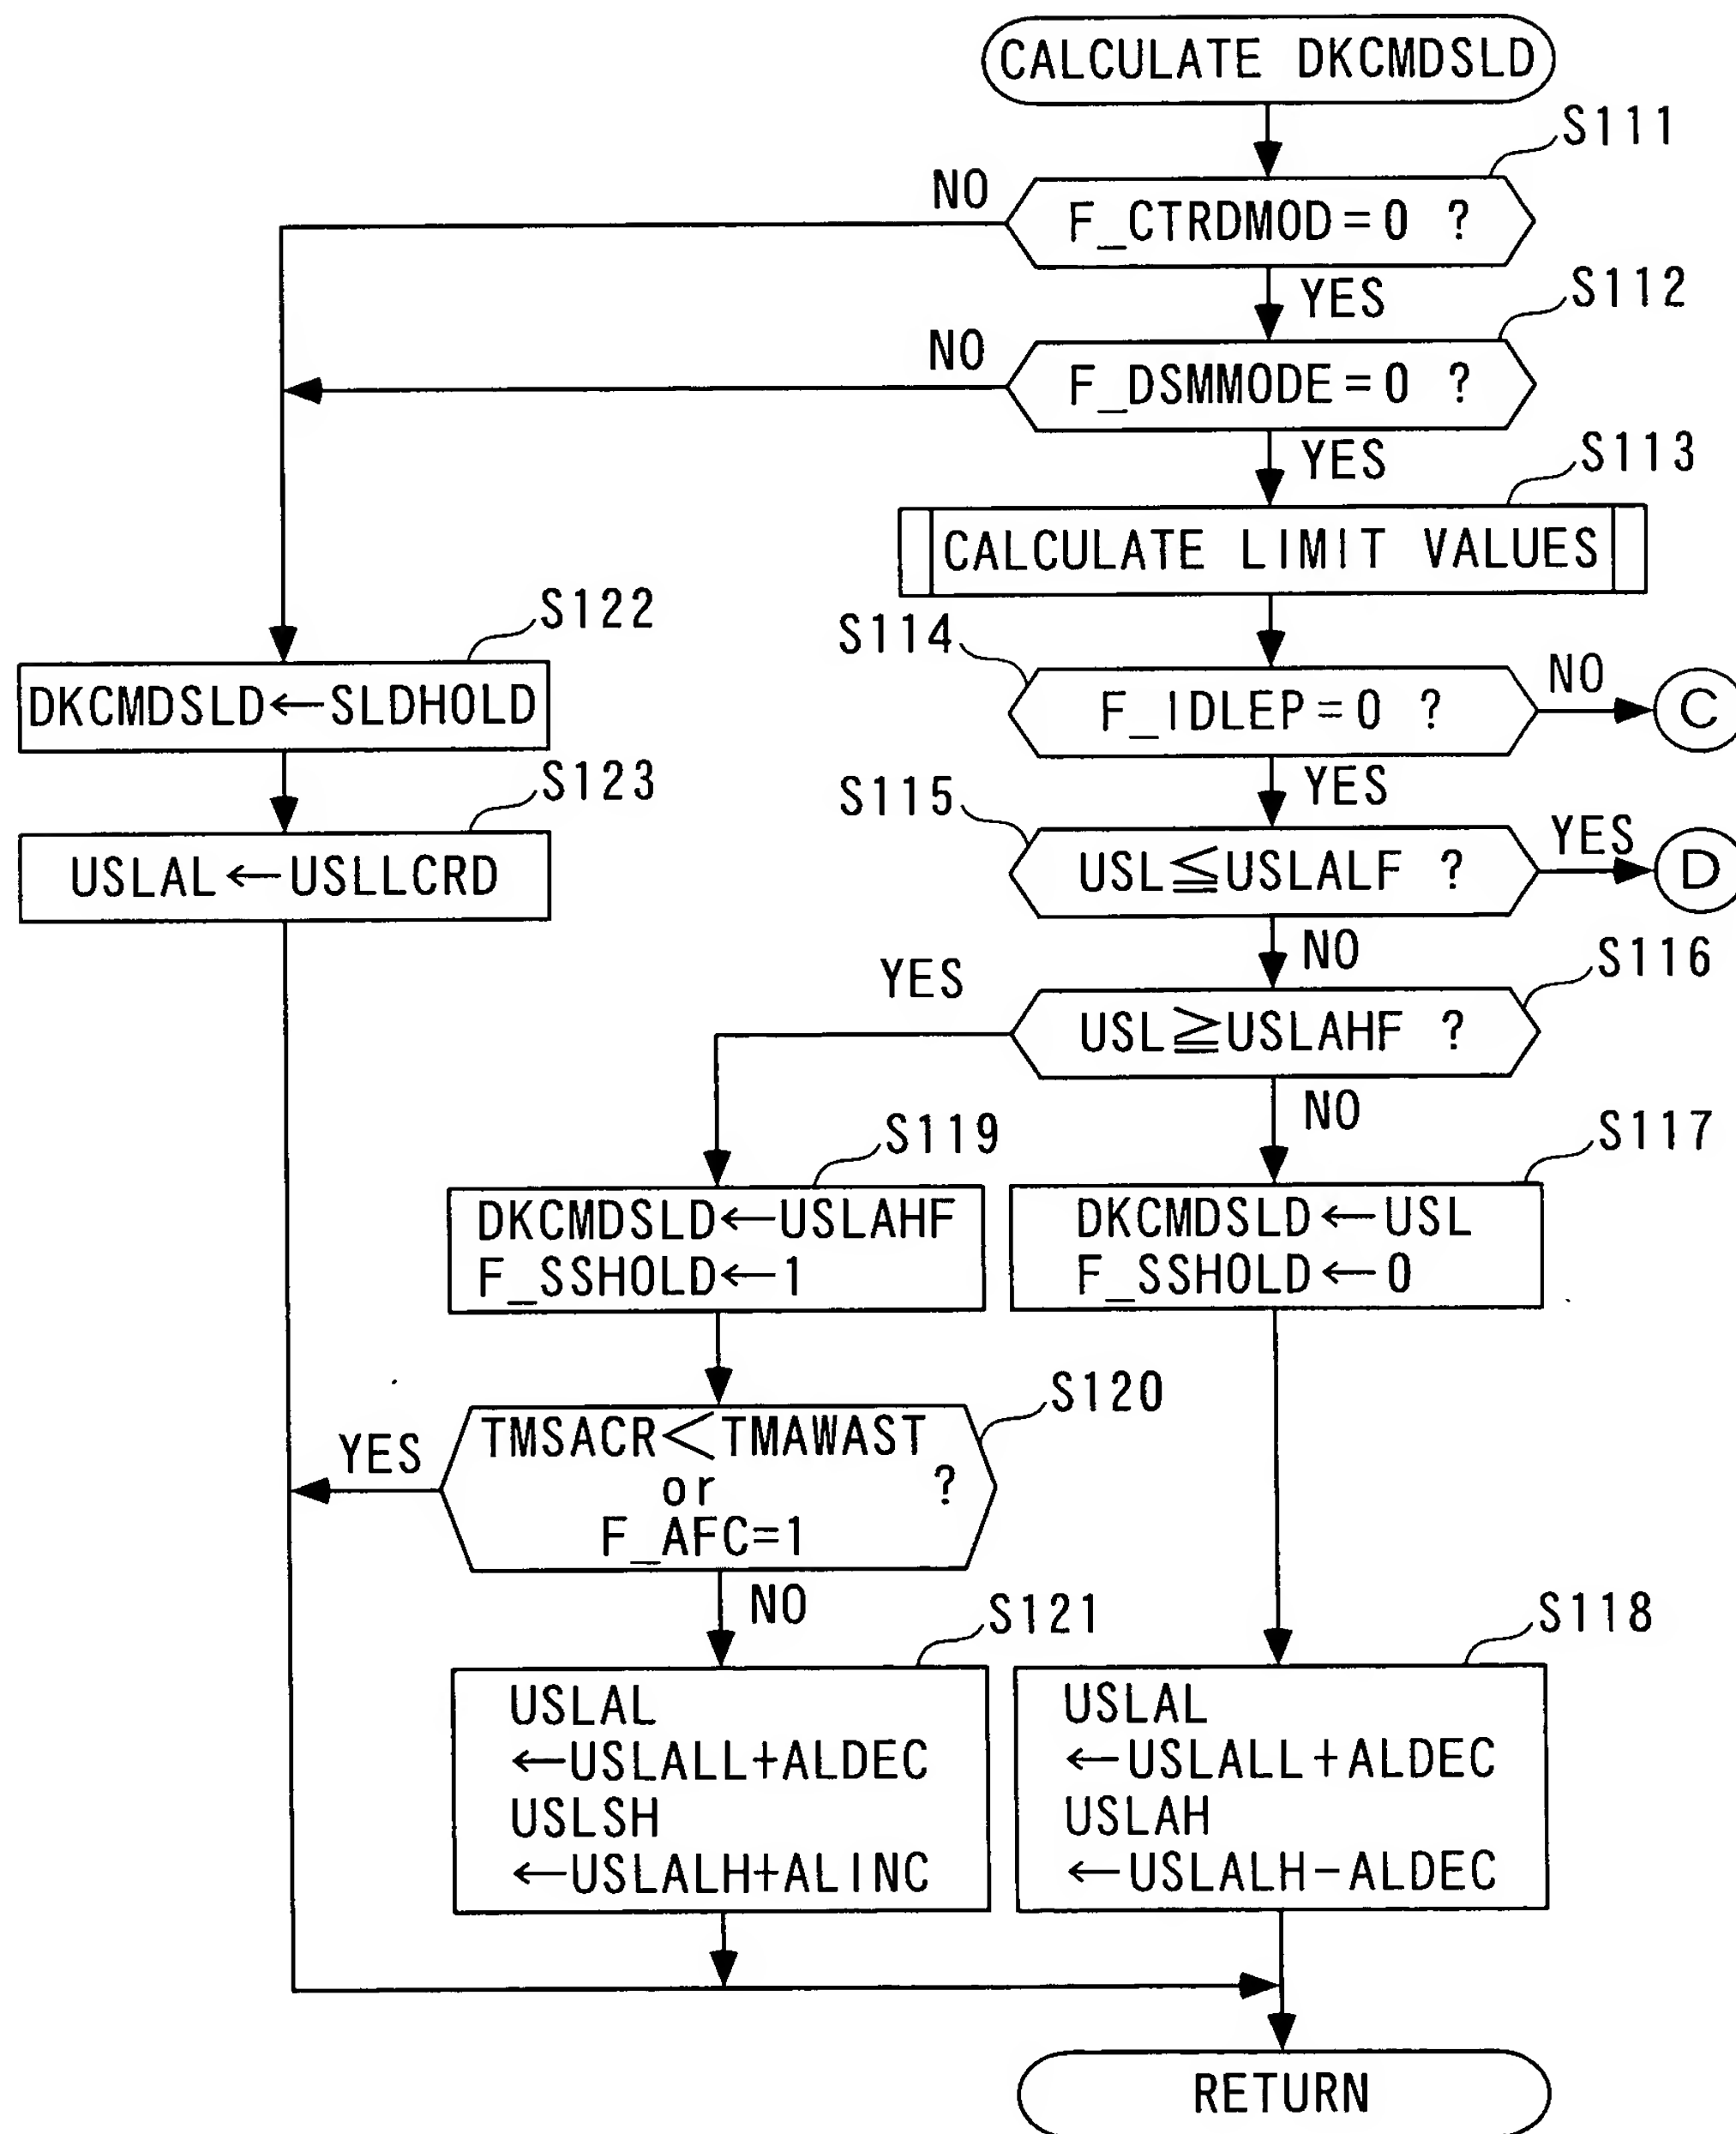 CALCULATE DKCMDSLD
S111
NO
F_CTRDMOD=0 ?
YES
S112
NO
F_DSMMODE=0 ?
YES
S113
CALCULATE LIMIT VALUES
S122
S114
DKCMDSLD←SLDHOLD
F_IDLEP=0 ?
NO
C
S123
S115
YES
USLAL←USLLCRD
USL≦USLALF ?
YES
D
NO
S116
YES
USL≧USLAHF ?
NO
S119
S117
DKCMDSLD←USLAHF
F_SSHOLD←1
DKCMDSLD←USL
F_SSHOLD←0
S120
YES
TMSACR<TMAWAST
or ?
F_AFC=1
NO
S121
S118
USLAL
←USLALL+ALDEC
USLSH
←USLALH+ALINC
USLAL
←USLALL+ALDEC
USLAH
←USLALH-ALDEC
RETURN